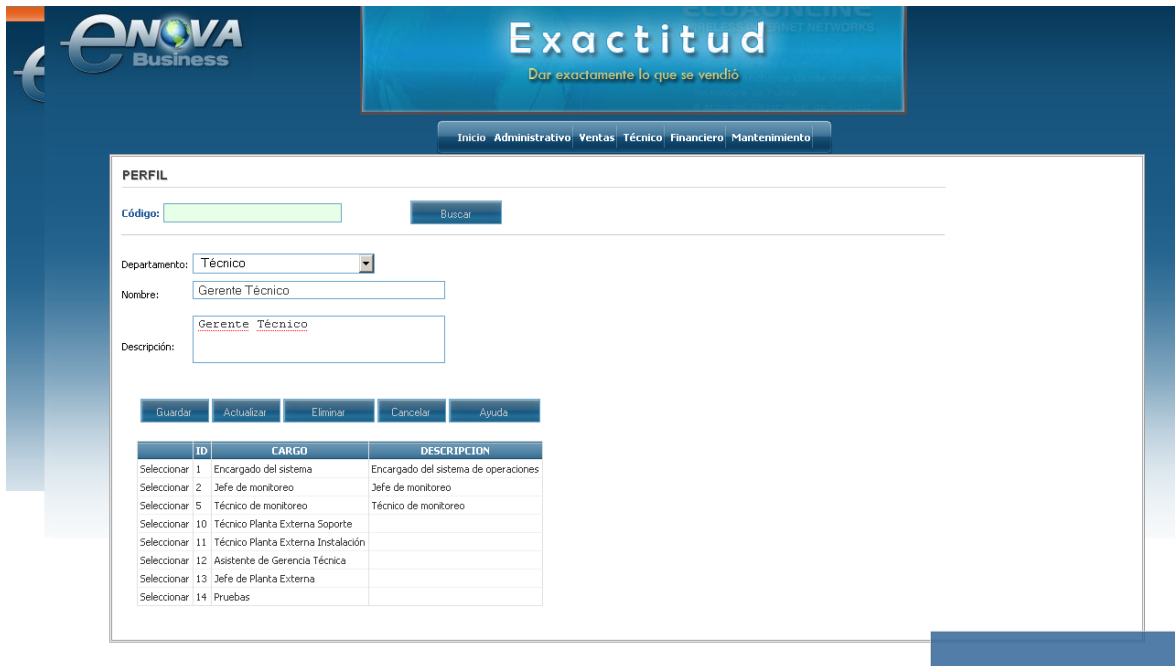 eNOVA
Business
ECUAONLINE
WIRELESS INTERNET NETWORKS
Exactitud
Dar exactamente lo que se vendió
Inicio Administrativo Ventas Técnico Financiero Mantenimiento
PERFIL
Código: Buscar
Departamento: Técnico
Nombre: Gerente Técnico
Descripción: Gerente Técnico
Guardar Actualizar Eliminar Cancelar Ayuda
ID CARGO DESCRIPCION
Seleccionar 1 Encargado del sistema Encargado del sistema de operaciones
Seleccionar 2 Jefe de monitoreo Jefe de monitoreo
Seleccionar 5 Técnico de monitoreo Técnico de monitoreo
Seleccionar 10 Técnico Planta Externa Soporte
Seleccionar 11 Técnico Planta Externa Instalación
Seleccionar 12 Asistente de Gerencia Técnica
Seleccionar 13 Jefe de Planta Externa
Seleccionar 14 Pruebas